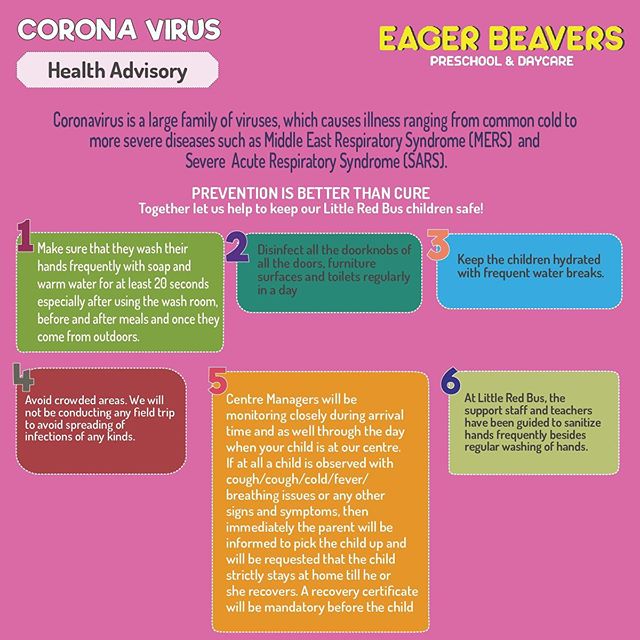 CORONA VIRUS
Health Advisory
EAGER BEAVERS
PRESCHOOL & DAYCARE
Coronavirus is a large family of viruses, which causes illness ranging from common cold to
more severe diseases such as Middle East Respiratory Syndrome (MERS) and
Severe Acute Respiratory Syndrome (SARS).
PREVENTION IS BETTER THAN CURE
Together let us help to keep our Little Red Bus children safe!
1
Make sure that they wash their
hands frequently with soap and
warm water for at least 20 seconds
especially after using the wash room,
before and after meals and once they
come from outdoors.
2
Disinfect all the doorknobs of
all the doors, furniture
surfaces and toilets regularly
in a day
3
Keep the children hydrated
with frequent water breaks.
4
Avoid crowded areas. We will
not be conducting any field trip
to avoid spreading of
infections of any kinds.
5
Centre Managers will be
monitoring closely during arrival
time and as well through the day
when your child is at our centre.
If at all a child is observed with
cough/cough/cold/fever/
breathing issues or any other
signs and symptoms, then
immediately the parent will be
informed to pick the child up and
will be requested that the child
strictly stays at home till he or
she recovers. A recovery certificate
will be mandatory before the child
6
At Little Red Bus, the
support staff and teachers
have been guided to sanitize
hands frequently besides
regular washing of hands.